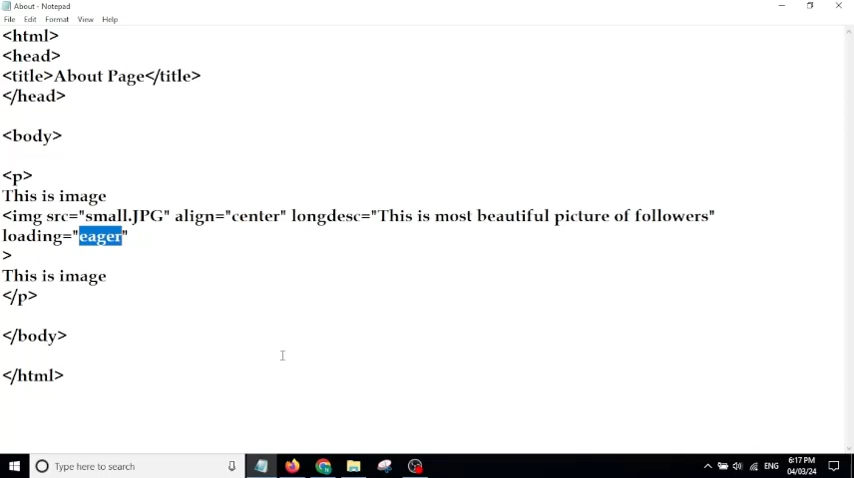 About - Notepad
File Edit Format View Help
<html>
<head>
<title>About Page</title>
</head>
<body>
<p>
This is image
<img src="small.JPG" align="center" longdesc="This is most beautiful picture of followers"
loading="eager"
>
This is image
</p>
</body>
</html>
Type here to search
ENG
6:17 PM
04/03/24